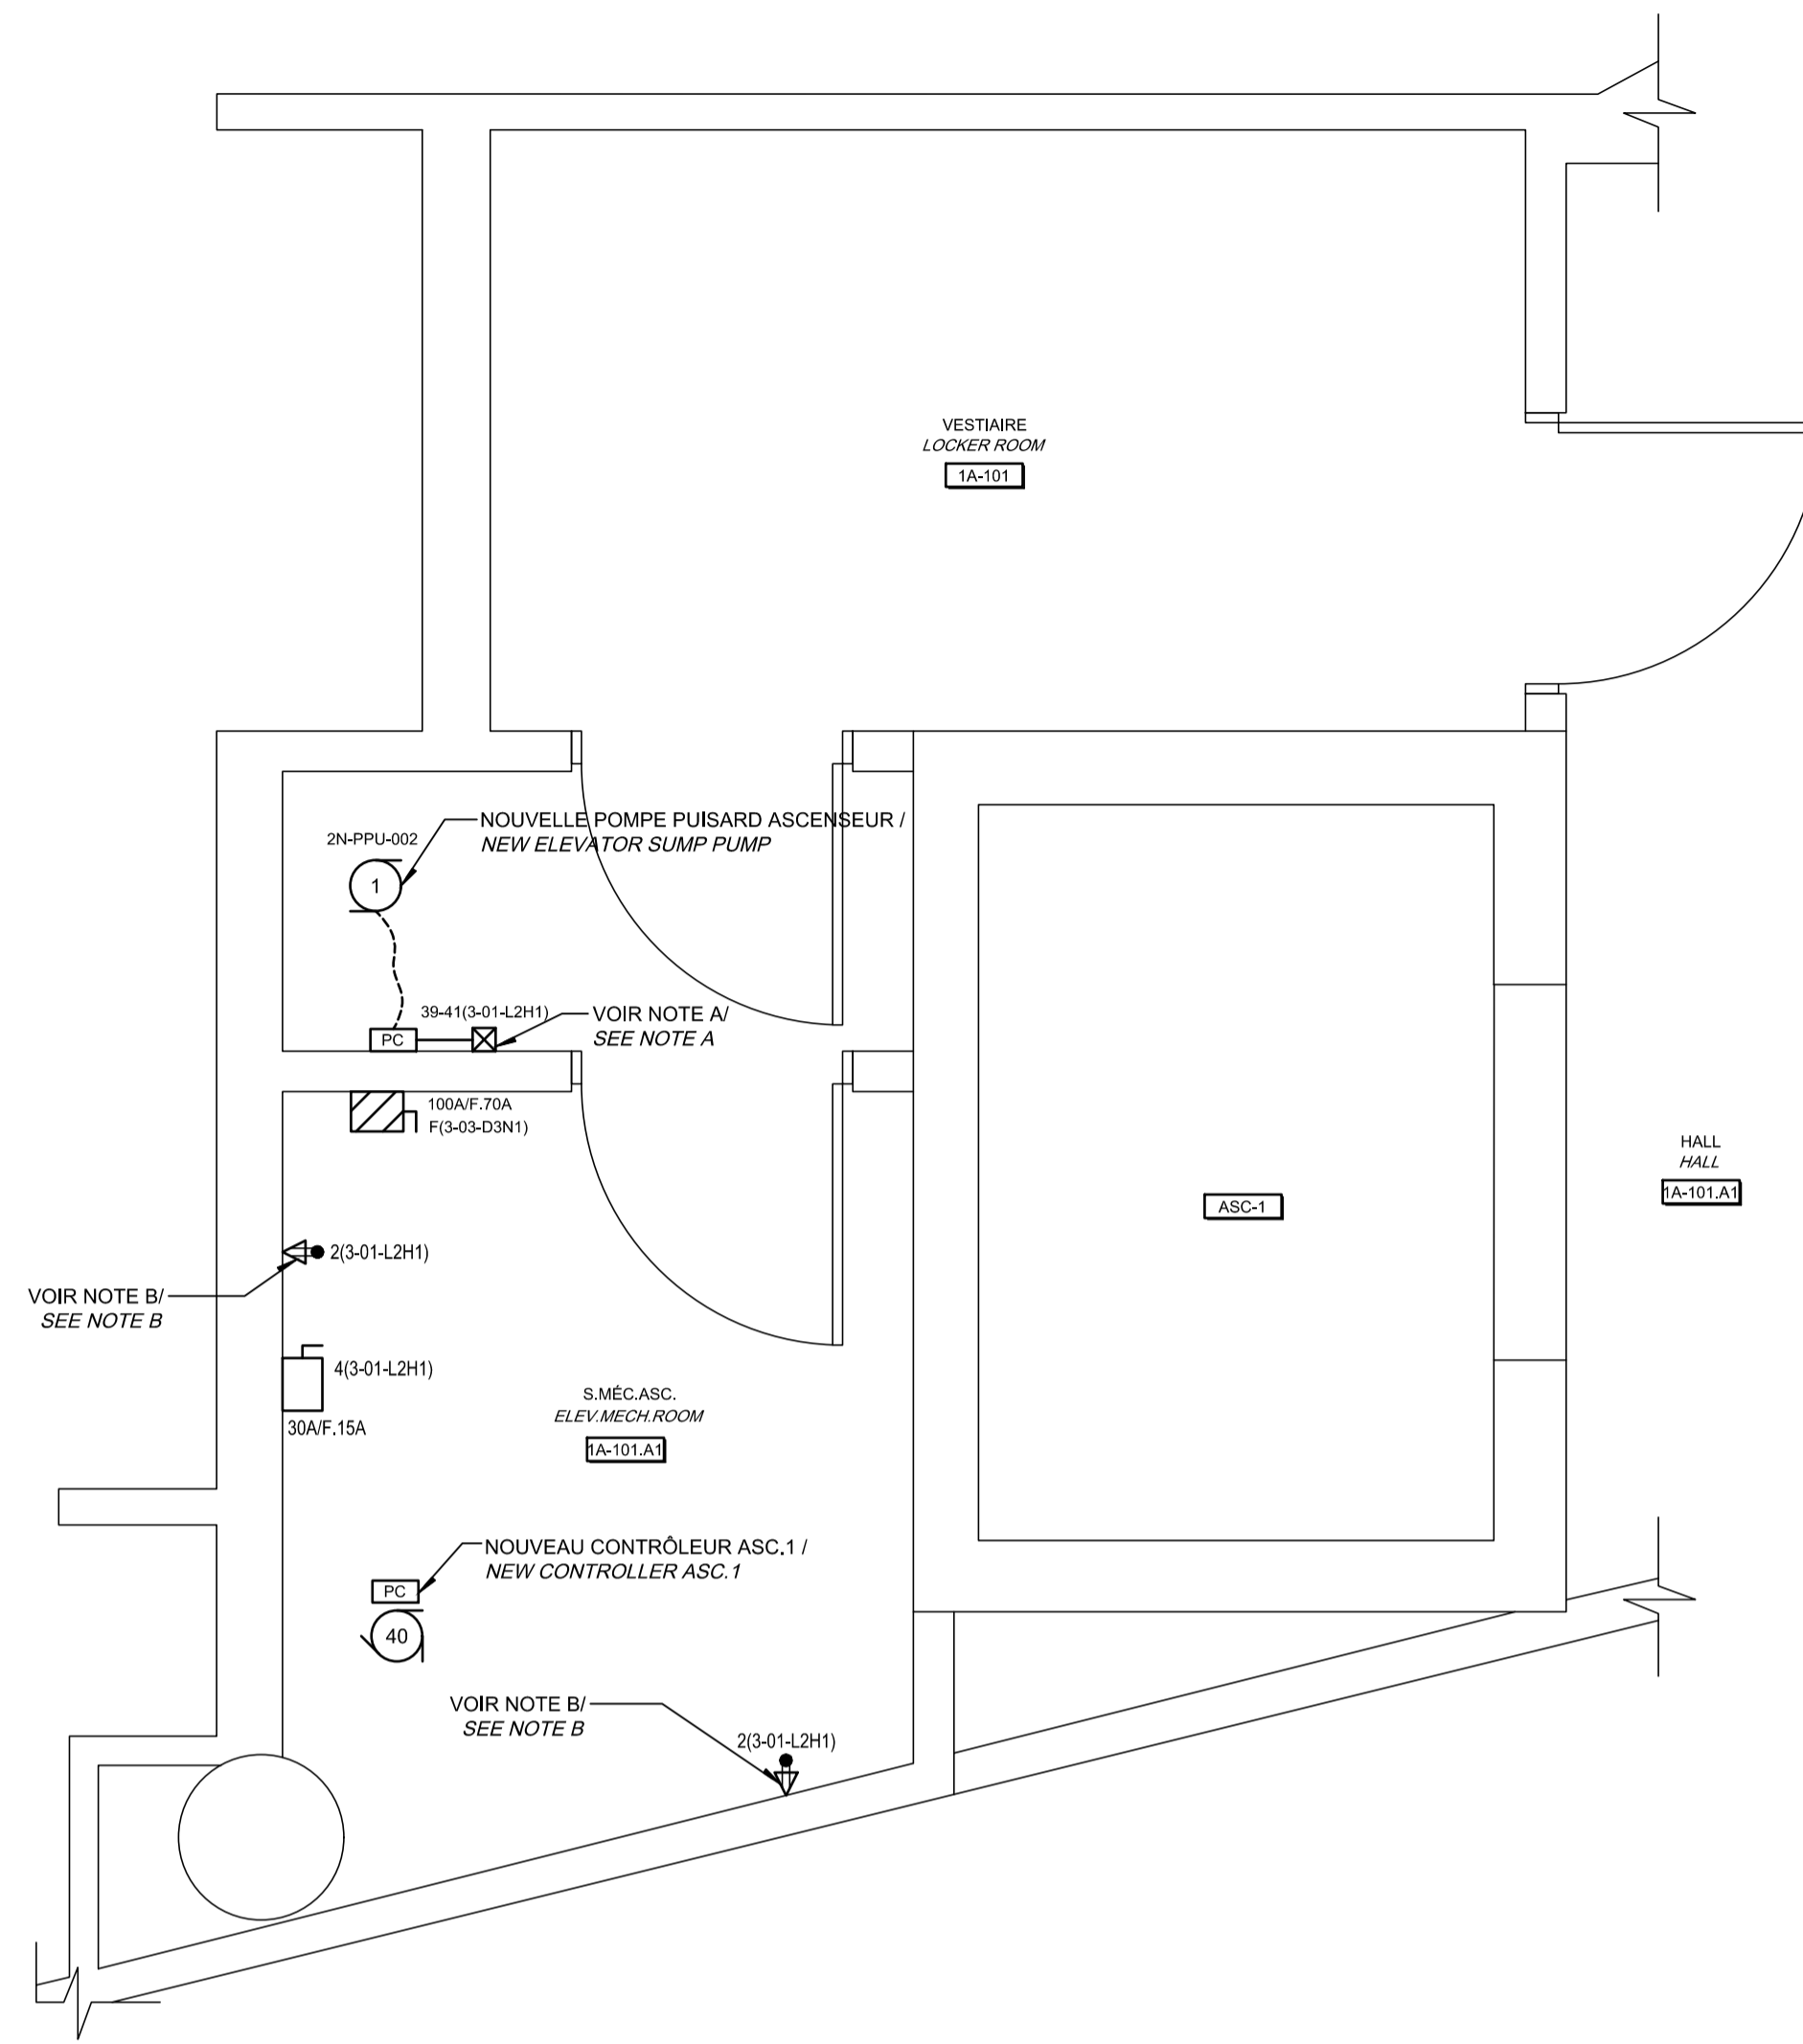 VESTIAIRE
LOCKER ROOM
1A-101
2N-PPU-002
NOUVELLE POMPE PUISARD ASCENSEUR /
NEW ELEVATOR SUMP PUMP
1
39-41(3-01-L2H1)
VOIR NOTE A/
SEE NOTE A
PC
100A/F.70A
F(3-03-D3N1)
HALL
HALL
1A-101.A1
ASC-1
2(3-01-L2H1)
VOIR NOTE B/
SEE NOTE B
4(3-01-L2H1)
30A/F.15A
S.MÉC.ASC.
ELEV.MECH.ROOM
1A-101.A1
NOUVEAU CONTRÔLEUR ASC.1 /
NEW CONTROLLER ASC.1
PC
40
VOIR NOTE B/
SEE NOTE B
2(3-01-L2H1)